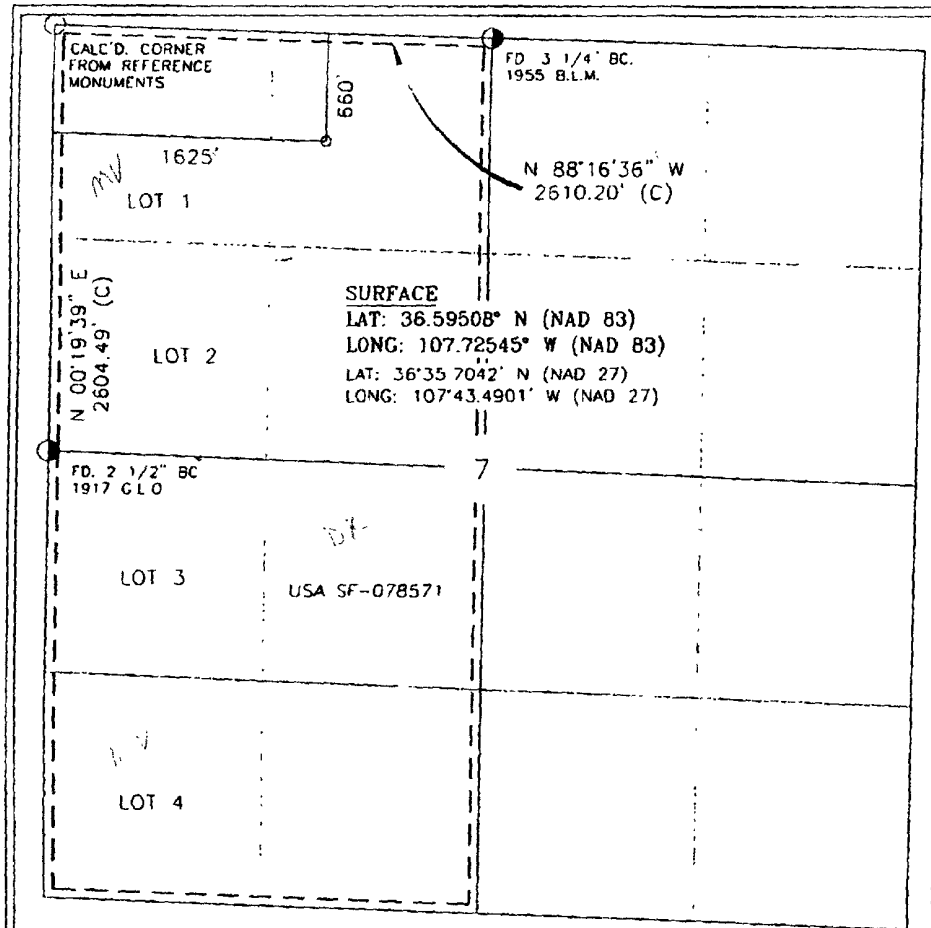 CALC'D. CORNER
FROM REFERENCE
MONUMENTS
660'
FD 3 1/4" BC.
1955 B.L.M.
1625'
N 88°16'36" W
2610.20' (C)
MV
LOT 1
N 00°19'39" E
2604.49' (C)
SURFACE
LAT: 36.59508° N (NAD 83)
LONG: 107.72545° W (NAD 83)
LAT: 36°35.7042' N (NAD 27)
LONG: 107°43.4901' W (NAD 27)
LOT 2
7
FD. 2 1/2" BC
1917 G L O
DK
LOT 3
USA SF-078571
LOT 4